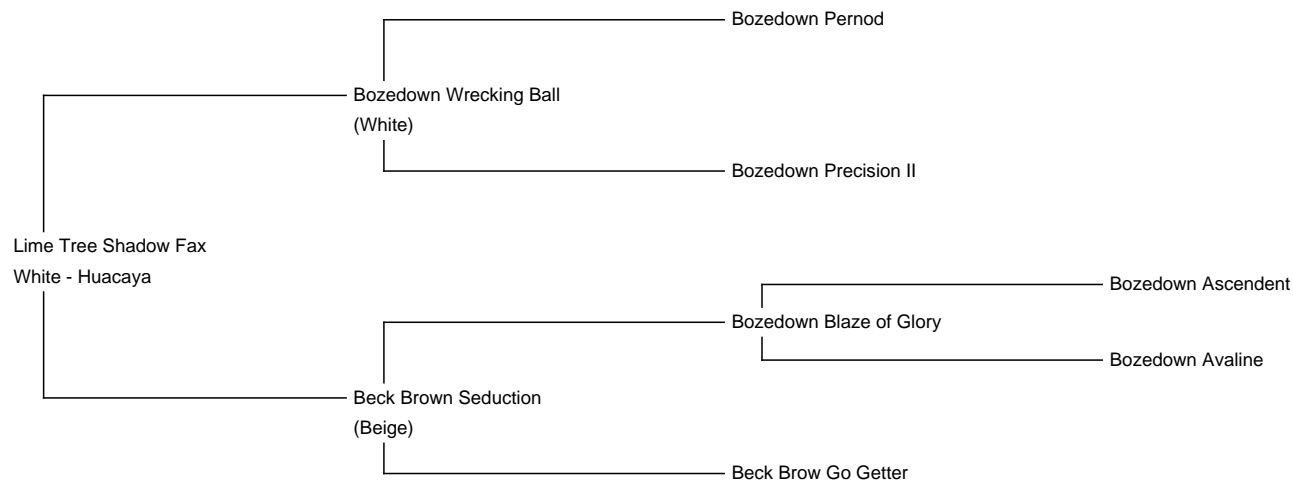 Bozedown Pernod
Bozedown Wrecking Ball
(White)
Bozedown Precision II
Lime Tree Shadow Fax
White - Huacaya
Bozedown Ascendent
Bozedown Blaze of Glory
Bozedown Avaline
Beck Brown Seduction
(Beige)
Beck Brow Go Getter